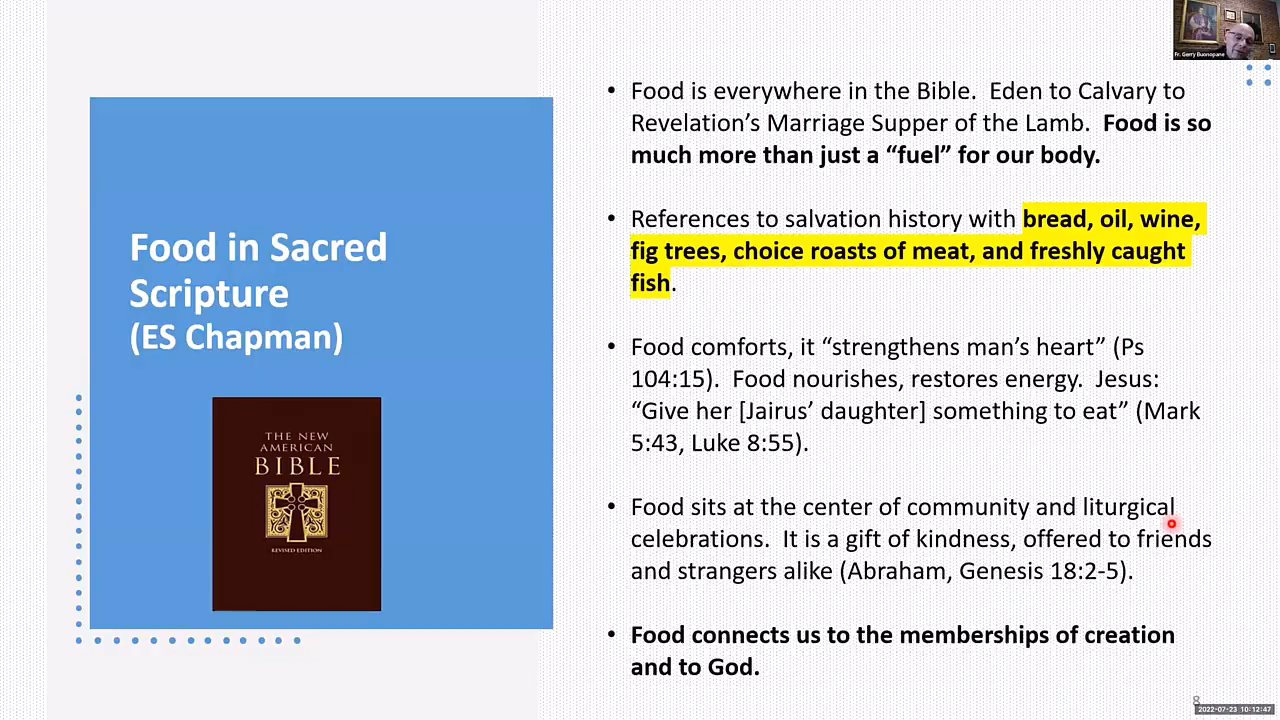 Fr. Gerry Buonopane
Food in Sacred
Scripture
(ES Chapman)
THE NEW
AMERICAN
BIBLE
REVISED EDITION
• Food is everywhere in the Bible.  Eden to Calvary to
Revelation’s Marriage Supper of the Lamb.  Food is so
much more than just a “fuel” for our body.
• References to salvation history with bread, oil, wine,
fig trees, choice roasts of meat, and freshly caught
fish.
• Food comforts, it “strengthens man’s heart” (Ps
104:15).  Food nourishes, restores energy.  Jesus:
“Give her [Jairus’ daughter] something to eat” (Mark
5:43, Luke 8:55).
• Food sits at the center of community and liturgical
celebrations.  It is a gift of kindness, offered to friends
and strangers alike (Abraham, Genesis 18:2-5).
• Food connects us to the memberships of creation
and to God.
8
2022-07-23 10:12:47